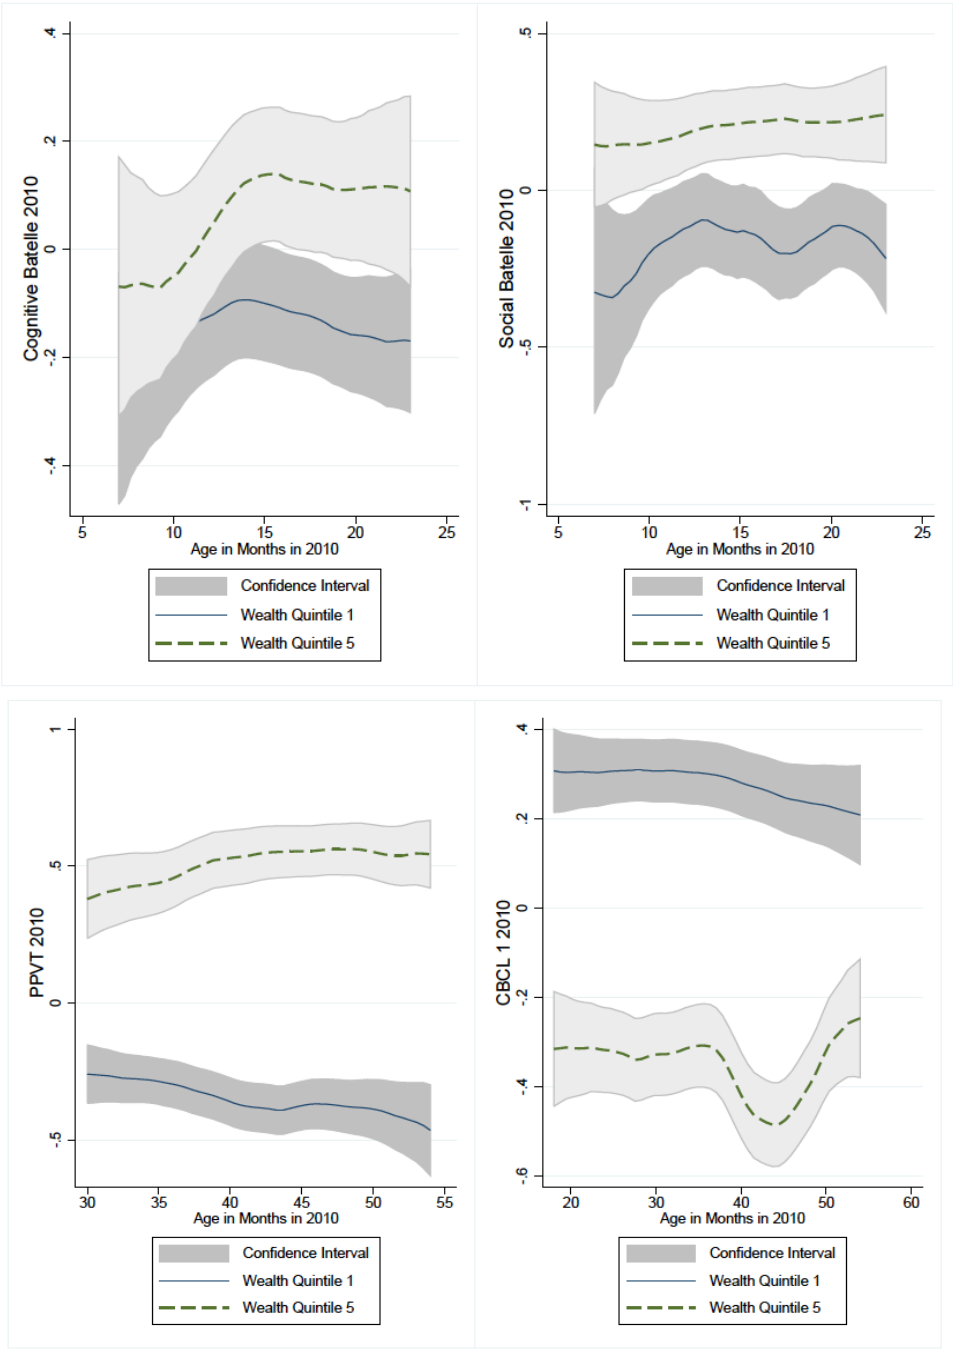 Cognitive Batelle 2010
.4
.2
0
-.2
-.4
5 10 15 20 25
Age in Months in 2010
Confidence Interval
Wealth Quintile 1
Wealth Quintile 5
Social Batelle 2010
.5
0
-.5
-1
5 10 15 20 25
Age in Months in 2010
Confidence Interval
Wealth Quintile 1
Wealth Quintile 5
PPVT 2010
1
.5
0
-.5
30 35 40 45 50 55
Age in Months in 2010
Confidence Interval
Wealth Quintile 1
Wealth Quintile 5
CBCL 1 2010
.4
.2
0
-.2
-.4
-.6
20 30 40 50 60
Age in Months in 2010
Confidence Interval
Wealth Quintile 1
Wealth Quintile 5